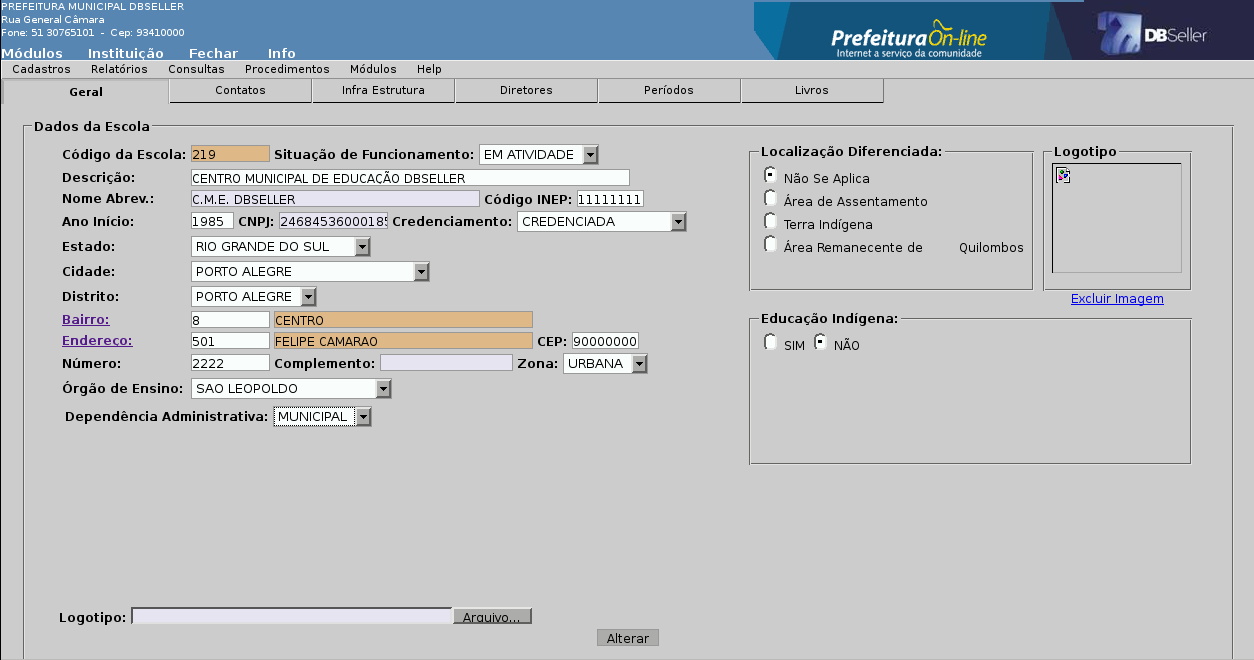 PREFEITURA MUNICIPAL DBSELLER
Rua General Câmara
Fone: 51 30765101 - Cep: 93410000
Prefeitura On-line
Internet a serviço da comunidade
DBSeller
Módulos Instituição Fechar Info
Cadastros Relatórios Consultas Procedimentos Módulos Help
Geral Contatos Infra Estrutura Diretores Períodos Livros
Dados da Escola
Código da Escola: 219 Situação de Funcionamento: EM ATIVIDADE
Descrição: CENTRO MUNICIPAL DE EDUCAÇÃO DBSELLER
Nome Abrev.: C.M.E. DBSELLER Código INEP: 11111111
Ano Início: 1985 CNPJ: 24684536000185 Credenciamento: CREDENCIADA
Estado: RIO GRANDE DO SUL
Cidade: PORTO ALEGRE
Distrito: PORTO ALEGRE
Bairro: 8 CENTRO
Endereço: 501 FELIPE CAMARAO CEP: 90000000
Número: 2222 Complemento: Zona: URBANA
Órgão de Ensino: SAO LEOPOLDO
Dependência Administrativa: MUNICIPAL
Localização Diferenciada:
Não Se Aplica
Área de Assentamento
Terra Indígena
Área Remanecente de Quilombos
Logotipo
Excluir Imagem
Educação Indígena:
SIM NÃO
Logotipo: Arquivo...
Alterar